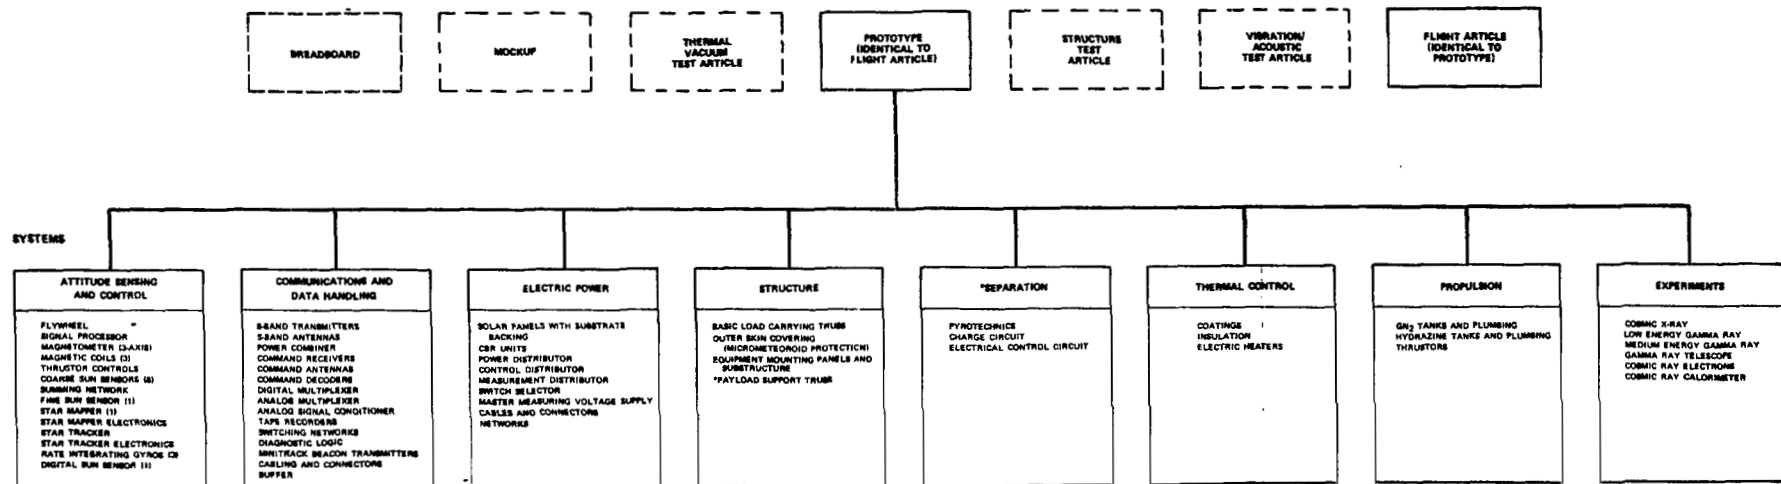 BREADBOARD
MOCKUP
THERMAL
VACUUM
TEST ARTICLE
PROTOTYPE
(IDENTICAL TO
FLIGHT ARTICLE)
STRUCTURE
TEST
ARTICLE
VIBRATION/
ACOUSTIC
TEST ARTICLE
FLIGHT ARTICLE
(IDENTICAL TO
PROTOTYPE)
SYSTEMS
ATTITUDE SENSING
AND CONTROL
FLYWHEEL
SIGNAL PROCESSOR
MAGNETOMETER (3-AXIS)
MAGNETIC COILS (3)
THRUSTOR CONTROLS
COARSE SUN SENSORS
SUMMING NETWORK
FINE SUN SENSOR (1)
STAR MAPPER (1)
STAR MAPPER ELECTRONICS
STAR TRACKER
STAR TRACKER ELECTRONICS
RATE INTEGRATING GYROS
DIGITAL SUN SENSOR (1)
COMMUNICATIONS AND
DATA HANDLING
S-BAND TRANSMITTERS
S-BAND ANTENNAS
POWER COMBINER
COMMAND RECEIVERS
COMMAND ANTENNAS
COMMAND DECODERS
DIGITAL MULTIPLEXER
ANALOG MULTIPLEXER
ANALOG SIGNAL CONDITIONER
TAPE RECORDERS
SWITCHING NETWORKS
DIAGNOSTIC LOGIC
MINITRACK BEACON TRANSMITTERS
CABLING AND CONNECTORS
BUFFER
ELECTRIC POWER
SOLAR PANELS WITH SUBSTRATE
BACKING
CBR UNITS
POWER DISTRIBUTOR
CONTROL DISTRIBUTOR
MEASUREMENT DISTRIBUTOR
SWITCH SELECTOR
MASTER MEASURING VOLTAGE SUPPLY
CABLES AND CONNECTORS
NETWORKS
STRUCTURE
BASIC LOAD CARRYING TRUSS
OUTER SKIN COVERING
(MICROMETEOROID PROTECTION)
EQUIPMENT MOUNTING PANELS AND
SUBSTRUCTURE
*PAYLOAD SUPPORT TRUSS
*SEPARATION
PYROTECHNICS
CHARGE CIRCUIT
ELECTRICAL CONTROL CIRCUIT
THERMAL CONTROL
COATINGS
INSULATION
ELECTRIC HEATERS
PROPULSION
GN2 TANKS AND PLUMBING
HYDRAZINE TANKS AND PLUMBING
THRUSTORS
EXPERIMENTS
COSMIC X-RAY
LOW ENERGY GAMMA RAY
MEDIUM ENERGY GAMMA RAY
GAMMA RAY TELESCOPE
COSMIC RAY ELECTRONS
COSMIC RAY CALORIMETER